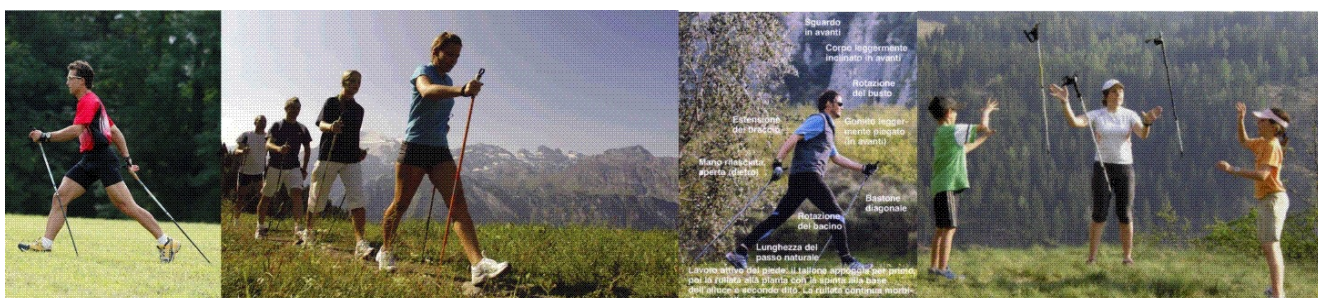 Sguardo
in avanti
Corpo leggermente
inclinato in avanti
Rotazione
del busto
Estensione
del braccio
Gomito legger-
mente piegato
(in avanti)
Mano rilasciata,
aperta (dietro)
Bastone
diagonale
Rotazione
del bacino
Lunghezza del
passo naturale
Lavoro attivo del piede: il tallone appoggia per primo,
poi la rullata alla pianta con la spinta alla base
dell'alluce e secondo dito. La rullata continua morbi-